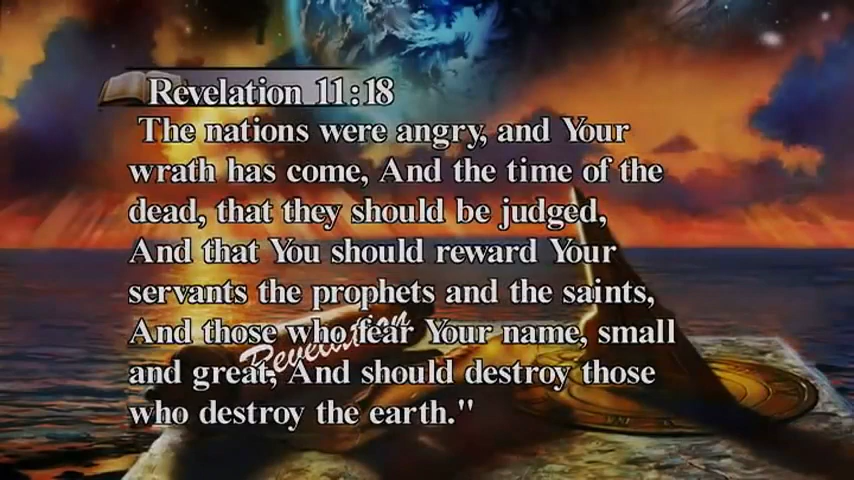 Revelation 11:18
The nations were angry, and Your
wrath has come, And the time of the
dead, that they should be judged,
And that You should reward Your
servants the prophets and the saints,
And those who fear Your name, small
and great, And should destroy those
who destroy the earth."
Revelation